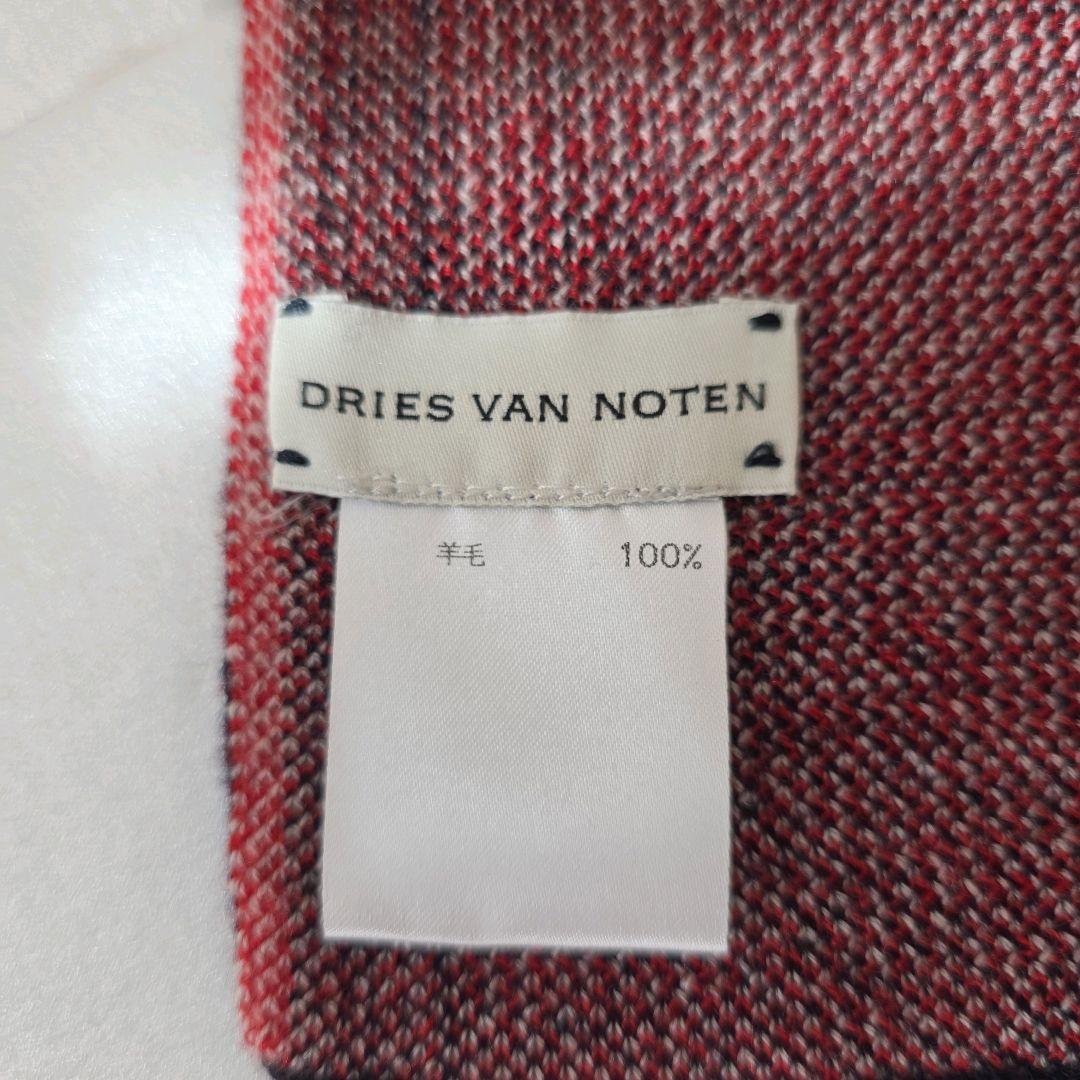 DRIES VAN NOTEN
羊毛 100%